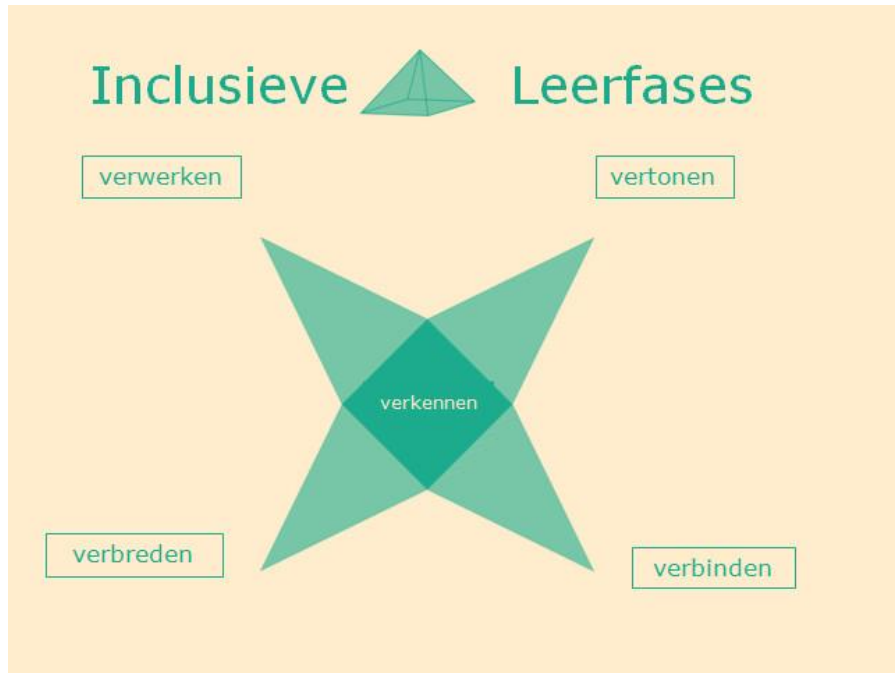 Inclusieve Leerfases
verwerken
vertonen
verkennen
verbreden
verbinden